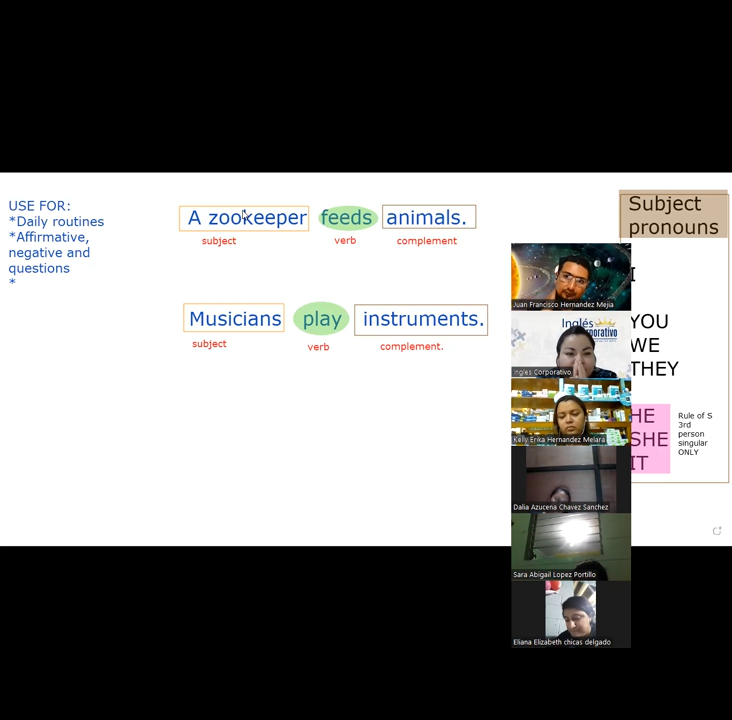 USE FOR:
*Daily routines
*Affirmative,
negative and
questions
*
A zookeeper feeds animals.
subject verb complement
Musicians play instruments.
subject verb complement.
Subject
pronouns
I
YOU
WE
THEY
HE
SHE
IT
Rule of S
3rd
person
singular
ONLY
Juan Francisco Hernandez Mejia
Inglés
Ingles Corporativo
Kelly Erika Hernandez Melara
Dalia Azucena Chavez Sanchez
Sara Abigail Lopez Portillo
Eliana Elizabeth chicas delgado